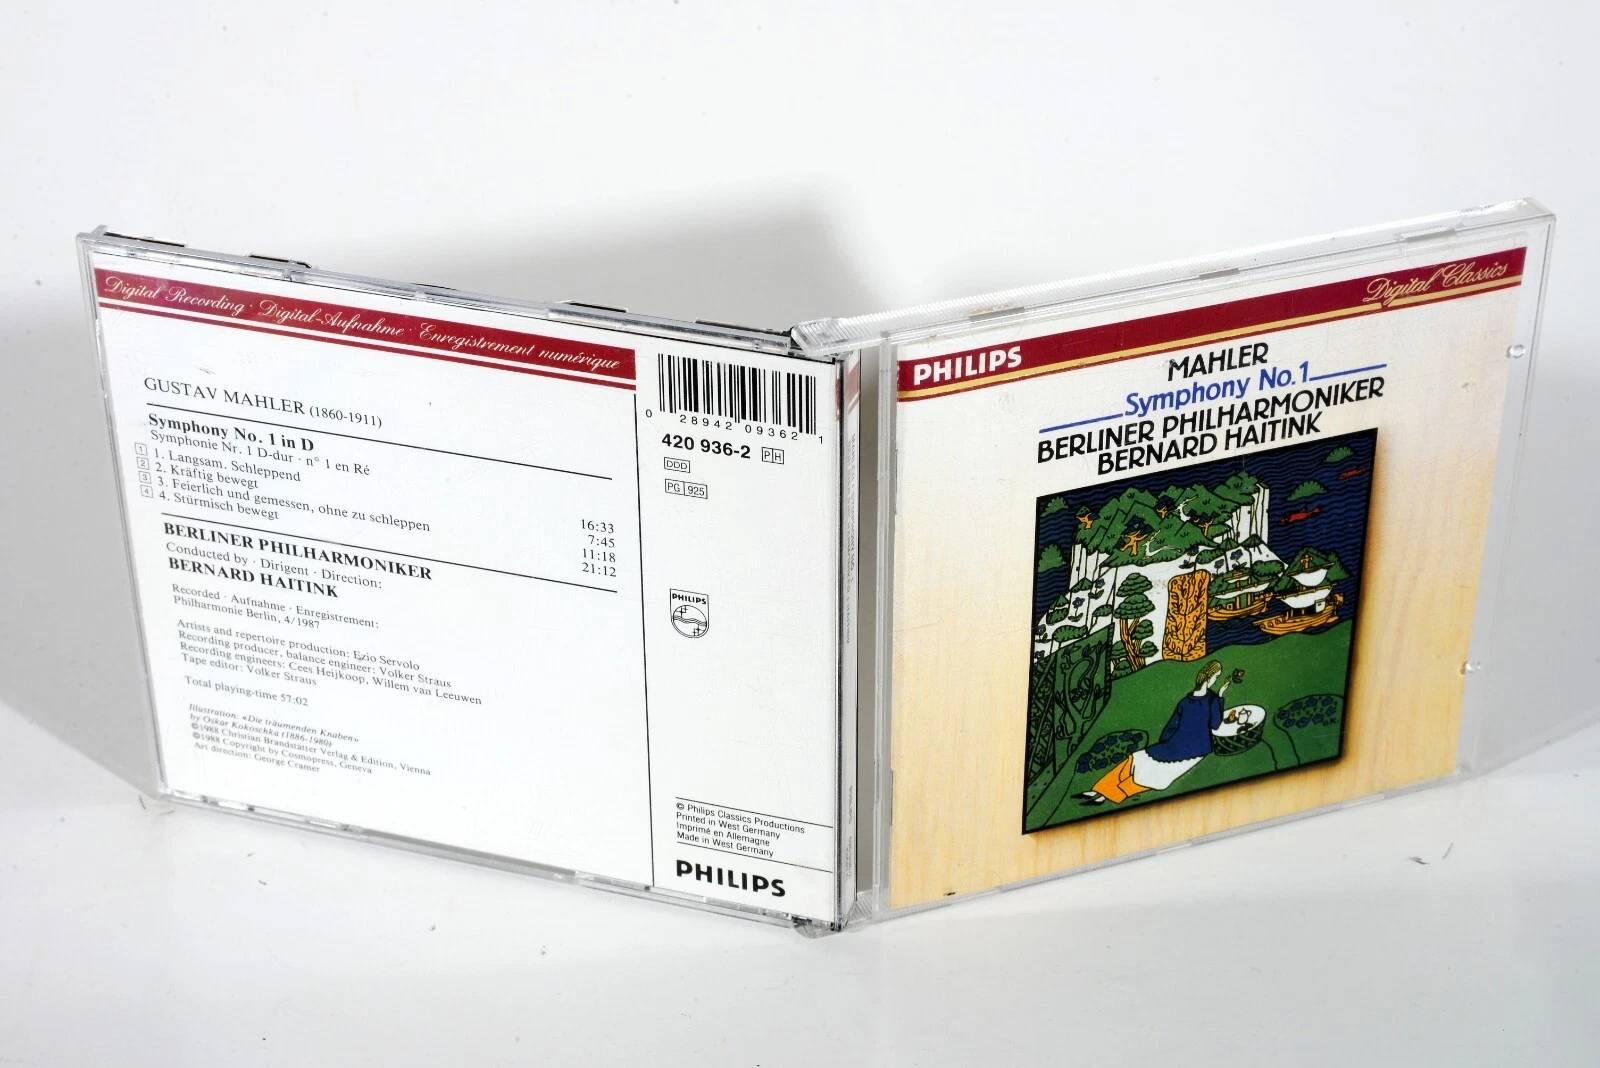 Digital Recording · Digital-Aufnahme · Enregistrement numérique
GUSTAV MAHLER (1860-1911)
Symphony No. 1 in D
Symphonie Nr. 1 D-dur · n° 1 en Ré
1 1. Langsam. Schleppend 16:33
2 2. Kräftig bewegt 7:45
3 3. Feierlich und gemessen, ohne zu schleppen 11:18
4 4. Stürmisch bewegt 21:12
BERLINER PHILHARMONIKER
Conducted by · Dirigent · Direction:
BERNARD HAITINK
Recorded · Aufnahme · Enregistrement:
Philharmonie Berlin, 4/1987
Artists and repertoire production: Ezio Servolo
Recording producer, balance engineer: Volker Straus
Recording engineers: Cees Heijkoop, Willem van Leeuwen
Tape editor: Volker Straus
Total playing-time 57:02
Illustration: «Die träumenden Knaben»
by Oskar Kokoschka (1886-1980)
©1988 Christian Brandstätter Verlag & Edition, Vienna
©1988 Copyright by Cosmopress, Geneva
Art direction: George Cramer
0 28942 09362 1
420 936-2 PH
DDD
PG 925
PHILIPS
© Philips Classics Productions
Printed in West Germany
Imprimé en Allemagne
Made in West Germany
PHILIPS
Digital Classics
PHILIPS
MAHLER
Symphony No.1
BERLINER PHILHARMONIKER
BERNARD HAITINK